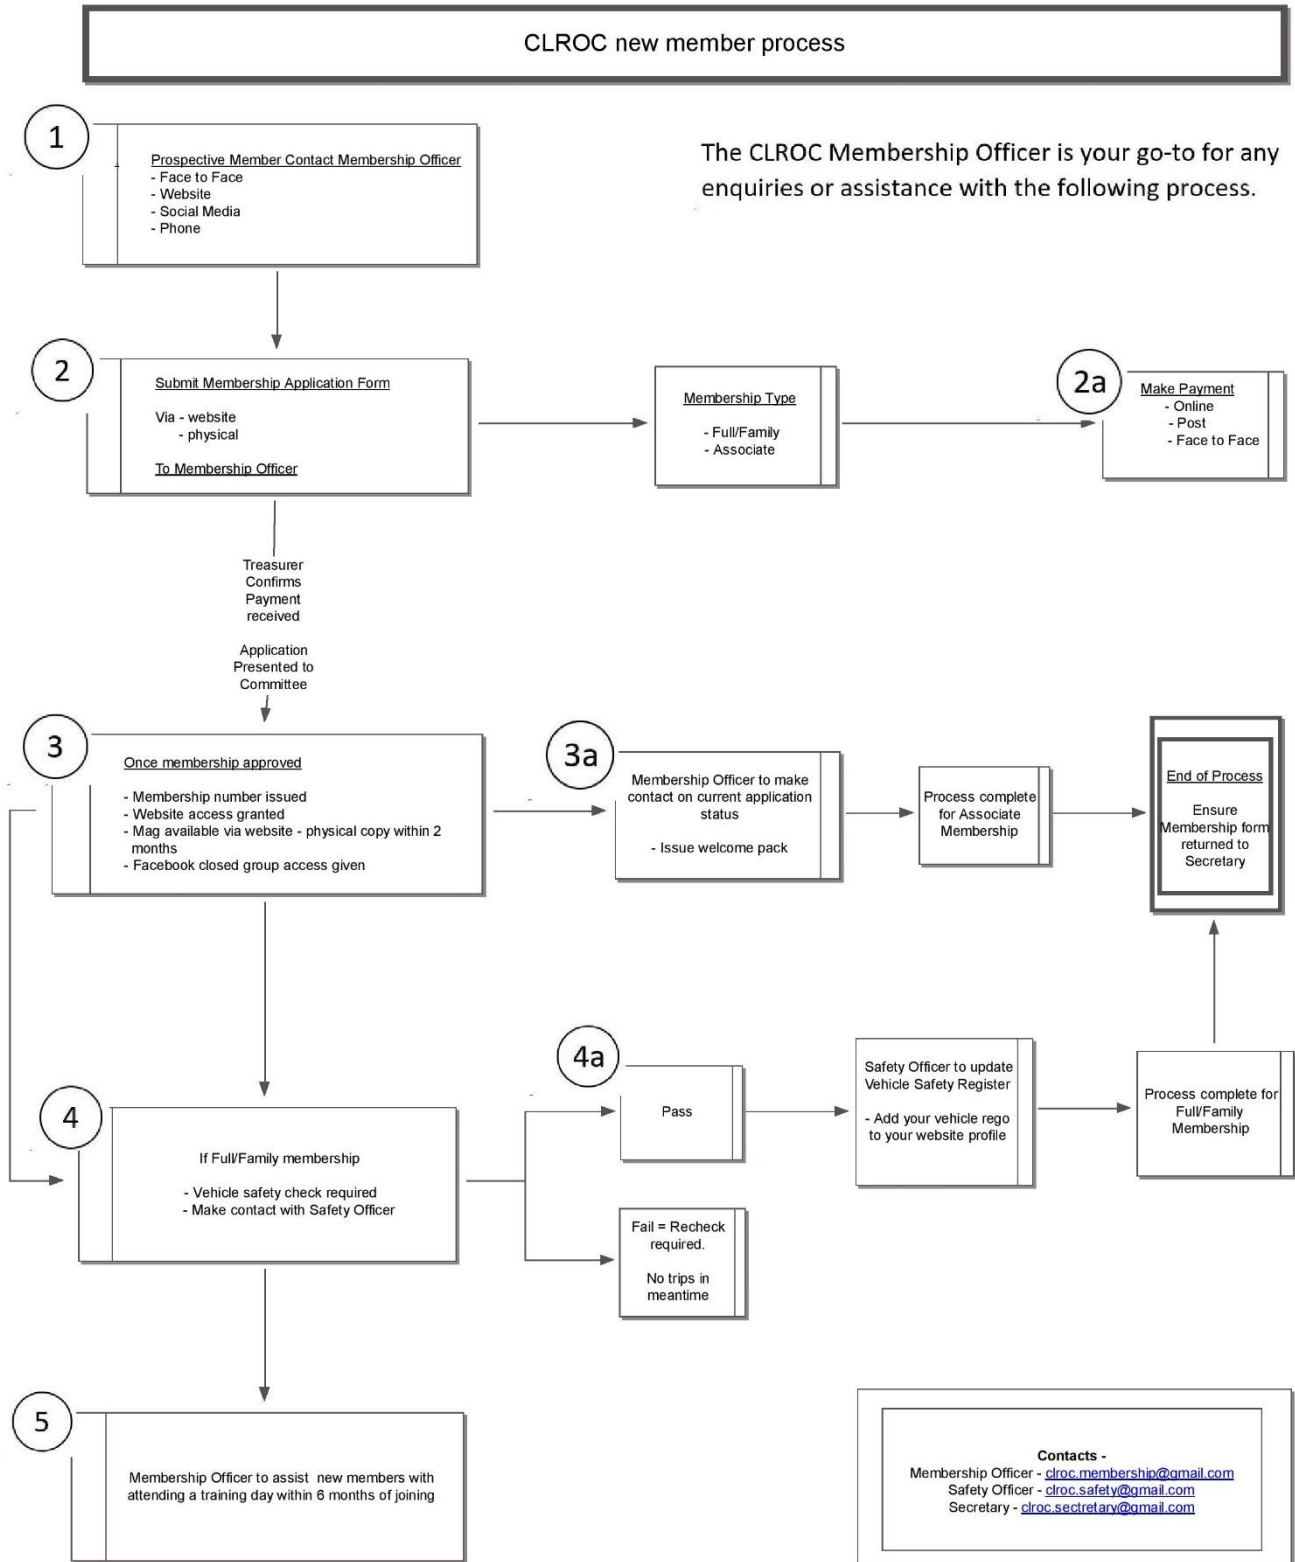 CLROC new member process
1
Prospective Member Contact Membership Officer
- Face to Face
- Website
- Social Media
- Phone
The CLROC Membership Officer is your go-to for any
enquiries or assistance with the following process.
2
Submit Membership Application Form
Via - website
- physical
To Membership Officer
Membership Type
- Full/Family
- Associate
2a
Make Payment
- Online
- Post
- Face to Face
Treasurer
Confirms
Payment
received
Application
Presented to
Committee
3
Once membership approved
- Membership number issued
- Website access granted
- Mag available via website - physical copy within 2
months
- Facebook closed group access given
3a
Membership Officer to make
contact on current application
status
- Issue welcome pack
Process complete
for Associate
Membership
End of Process
Ensure
Membership form
returned to
Secretary
4
If Full/Family membership
- Vehicle safety check required
- Make contact with Safety Officer
4a
Pass
Safety Officer to update
Vehicle Safety Register
- Add your vehicle rego
to your website profile
Process complete for
Full/Family
Membership
Fail = Recheck
required.
No trips in
meantime
5
Membership Officer to assist new members with
attending a training day within 6 months of joining
Contacts -
Membership Officer - clroc.membership@gmail.com
Safety Officer - clroc.safety@gmail.com
Secretary - clroc.sectretary@gmail.com